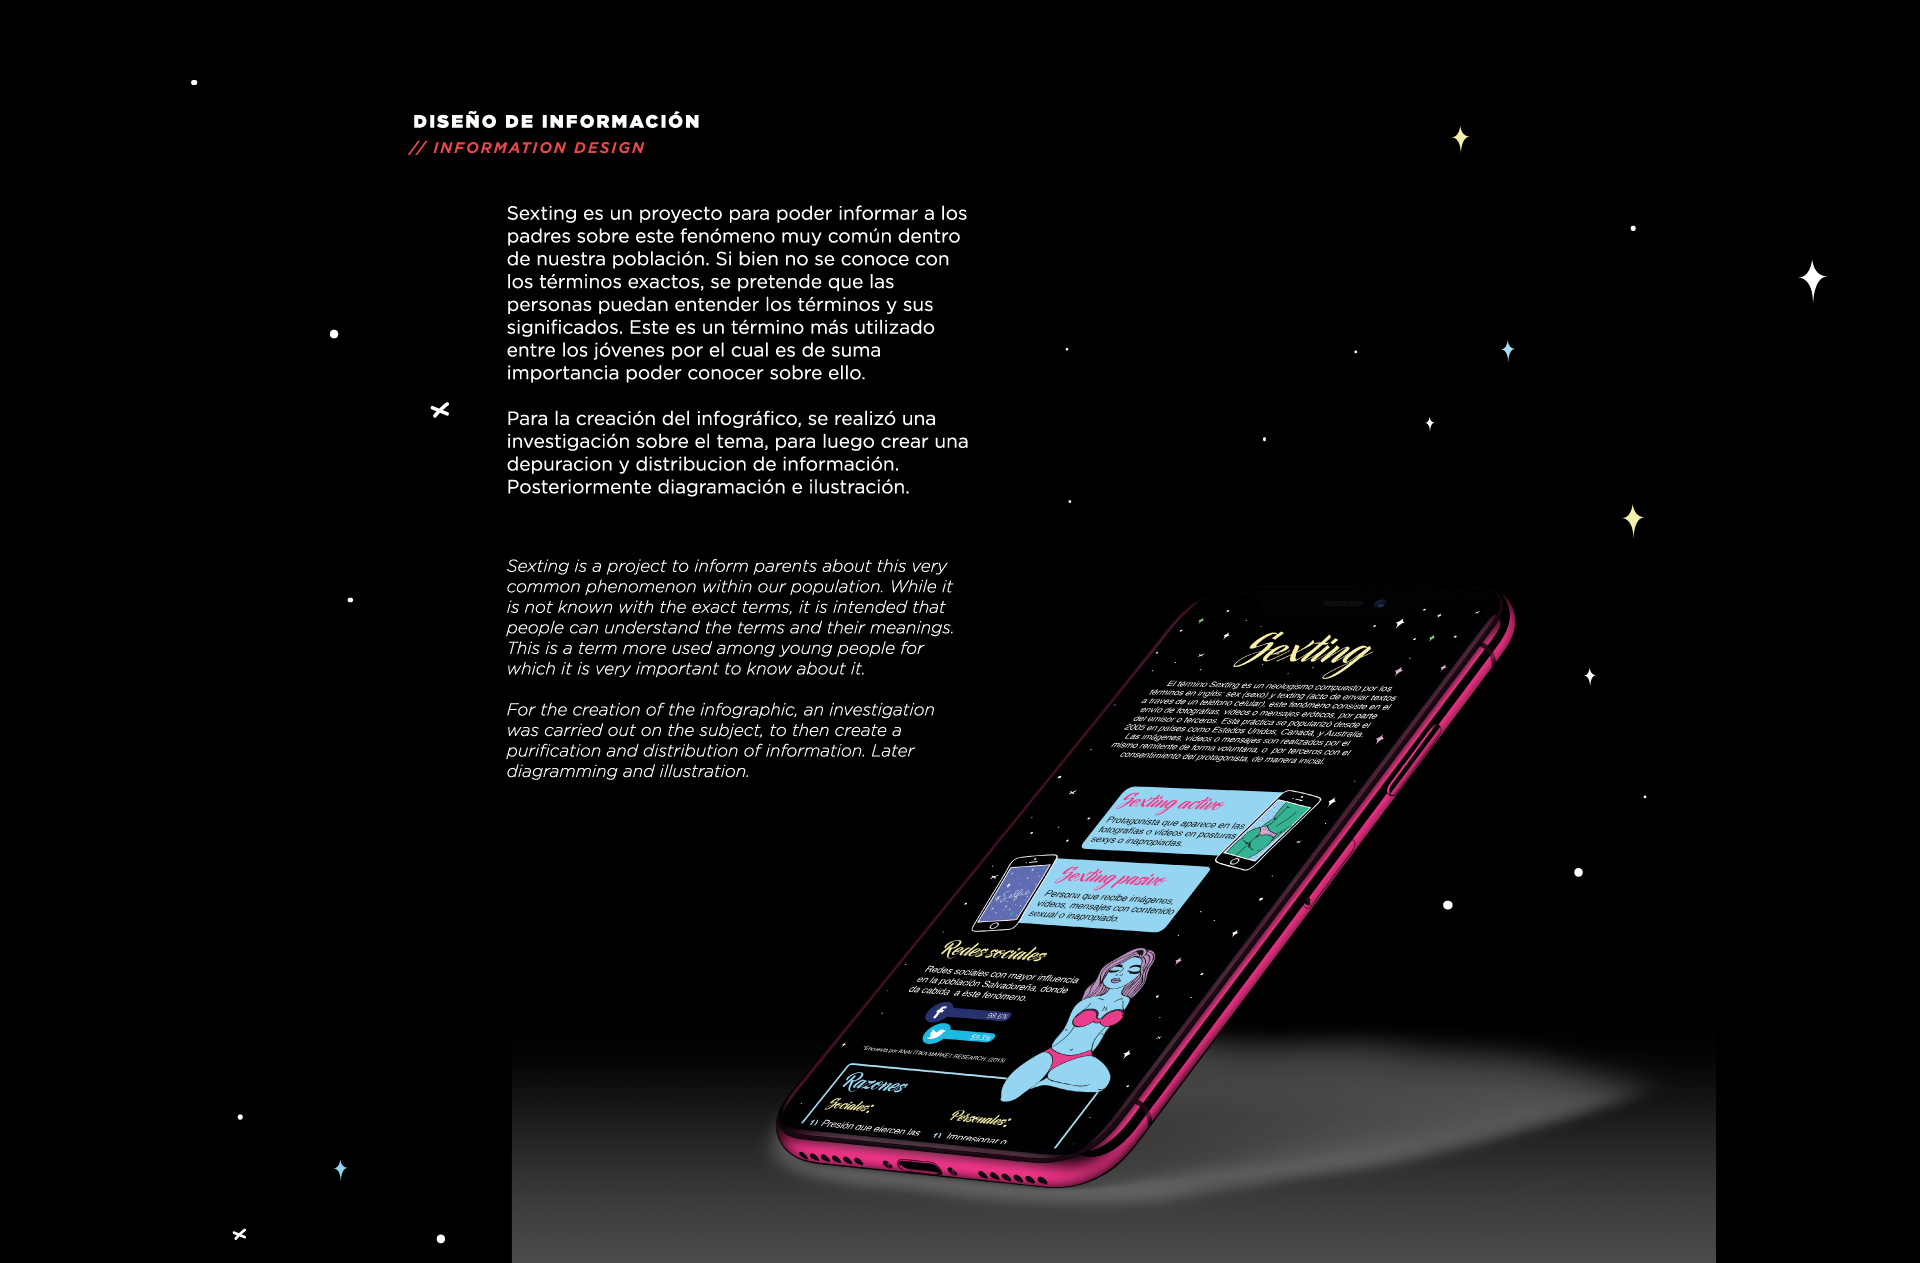 DISEÑO DE INFORMACIÓN
// INFORMATION DESIGN
Sexting es un proyecto para poder informar a los
padres sobre este fenómeno muy común dentro
de nuestra población. Si bien no se conoce con
los términos exactos, se pretende que las
personas puedan entender los términos y sus
significados. Este es un término más utilizado
entre los jóvenes por el cual es de suma
importancia poder conocer sobre ello.
Para la creación del infográfico, se realizó una
investigación sobre el tema, para luego crear una
depuracion y distribucion de información.
Posteriormente diagramación e ilustración.
Sexting is a project to inform parents about this very
common phenomenon within our population. While it
is not known with the exact terms, it is intended that
people can understand the terms and their meanings.
This is a term more used among young people for
which it is very important to know about it.
For the creation of the infographic, an investigation
was carried out on the subject, to then create a
purification and distribution of information. Later
diagramming and illustration.
Sexting
El término Sexting es un neologismo compuesto por los
términos en inglés: sex (sexo) y texting (acto de enviar textos
a traves de un teléfono celular), este fenómeno consiste en el
envío de fotografías, videos o mensajes eróticos, por parte
del emisor o terceros. Esta práctica se popularizó desde el
2005 en países como Estados Unidos, Canada, y Australia.
Las imágenes, vídeos o mensajes son realizados por el
mismo remitente de forma voluntaria, o por terceros con el
consentimiento del protagonista, de manera inicial.
Sexting activo
Protagonista que aparece en las
fotografías o vídeos en posturas
sexys o inapropiadas.
Sexting pasivo
Persona que recibe imágenes,
vídeos, mensajes con contenido
sexual o inapropiado.
#Selfie
Redes sociales
Redes sociales con mayor influencia
en la población Salvadoreña, donde
da cabida a este fenómeno.
98.6%
39.3%
*Encuesta por ANALITIKA MARKET RESEARCH. (2015)
Razones
Sociales:
Personales:
Presión que ejercen las
Impresionar o